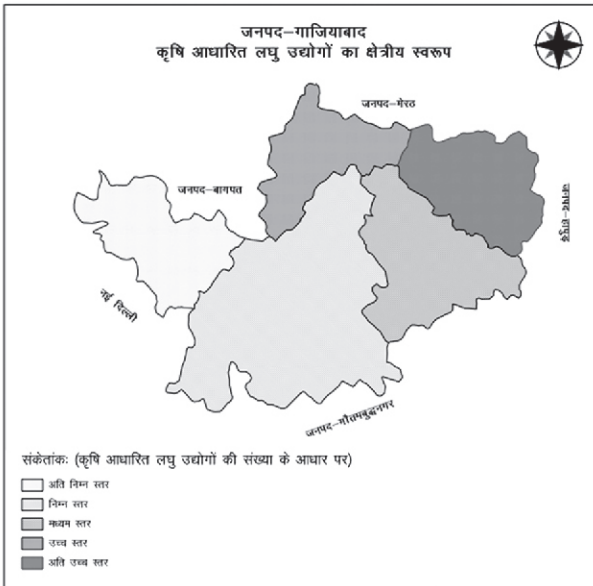 जनपद-गाजियाबाद
कृषि आधारित लघु उद्योगों का क्षेत्रीय स्वरूप
जनपद-मेरठ
जनपद-बागपत
जनपद-हापुड़
नई दिल्ली
जनपद-गौतमबुद्धनगर
संकेतांकः (कृषि आधारित लघु उद्योगों की संख्या के आधार पर)
अति निम्न स्तर
निम्न स्तर
मध्यम स्तर
उच्च स्तर
अति उच्च स्तर